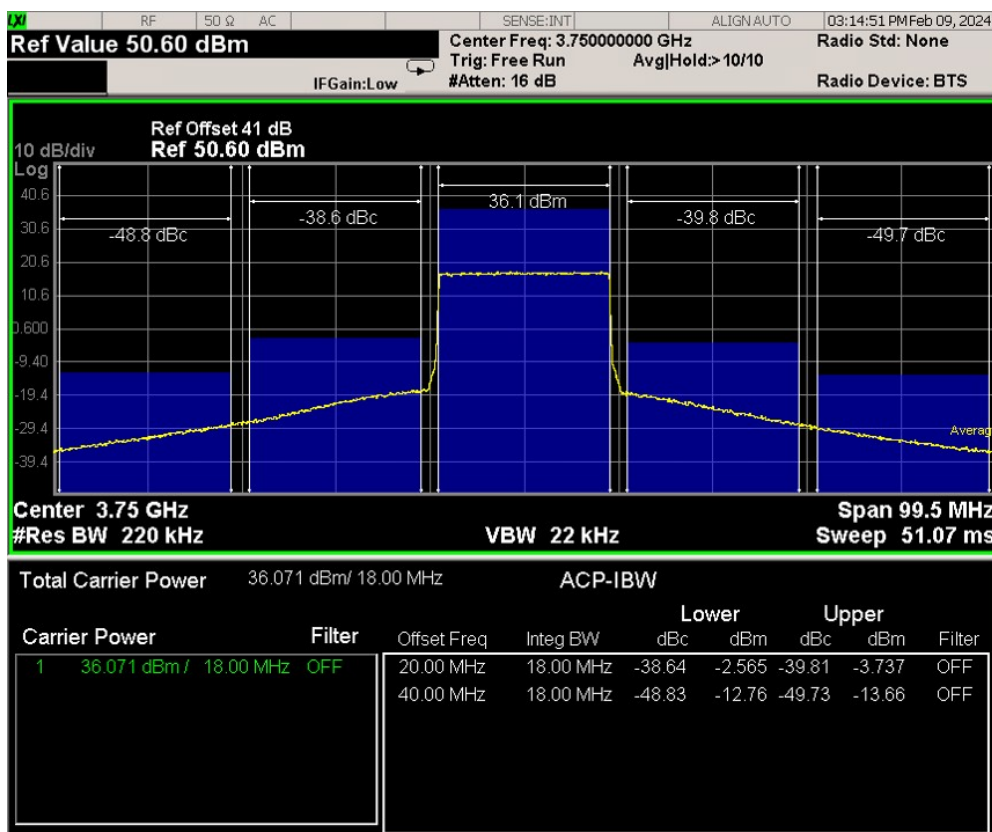 LXI RF 50 Ω AC SENSE:INT ALIGN AUTO 03:14:51 PM Feb 09, 2024
Ref Value 50.60 dBm Center Freq: 3.750000000 GHz Radio Std: None
Trig: Free Run Avg|Hold:> 10/10
IFGain:Low #Atten: 16 dB Radio Device: BTS
Ref Offset 41 dB
10 dB/div Ref 50.60 dBm
Log
40.6 36.1 dBm
-38.6 dBc -39.8 dBc
30.6 -48.8 dBc -49.7 dBc
20.6
10.6
0.600
-9.40
-19.4
-29.4 Averag
-39.4
Center 3.75 GHz Span 99.5 MHz
#Res BW 220 kHz VBW 22 kHz Sweep 51.07 ms
Total Carrier Power 36.071 dBm/ 18.00 MHz ACP-IBW
Lower Upper
Carrier Power Filter Offset Freq Integ BW dBc dBm dBc dBm Filter
1 36.071 dBm / 18.00 MHz OFF 20.00 MHz 18.00 MHz -38.64 -2.565 -39.81 -3.737 OFF
40.00 MHz 18.00 MHz -48.83 -12.76 -49.73 -13.66 OFF